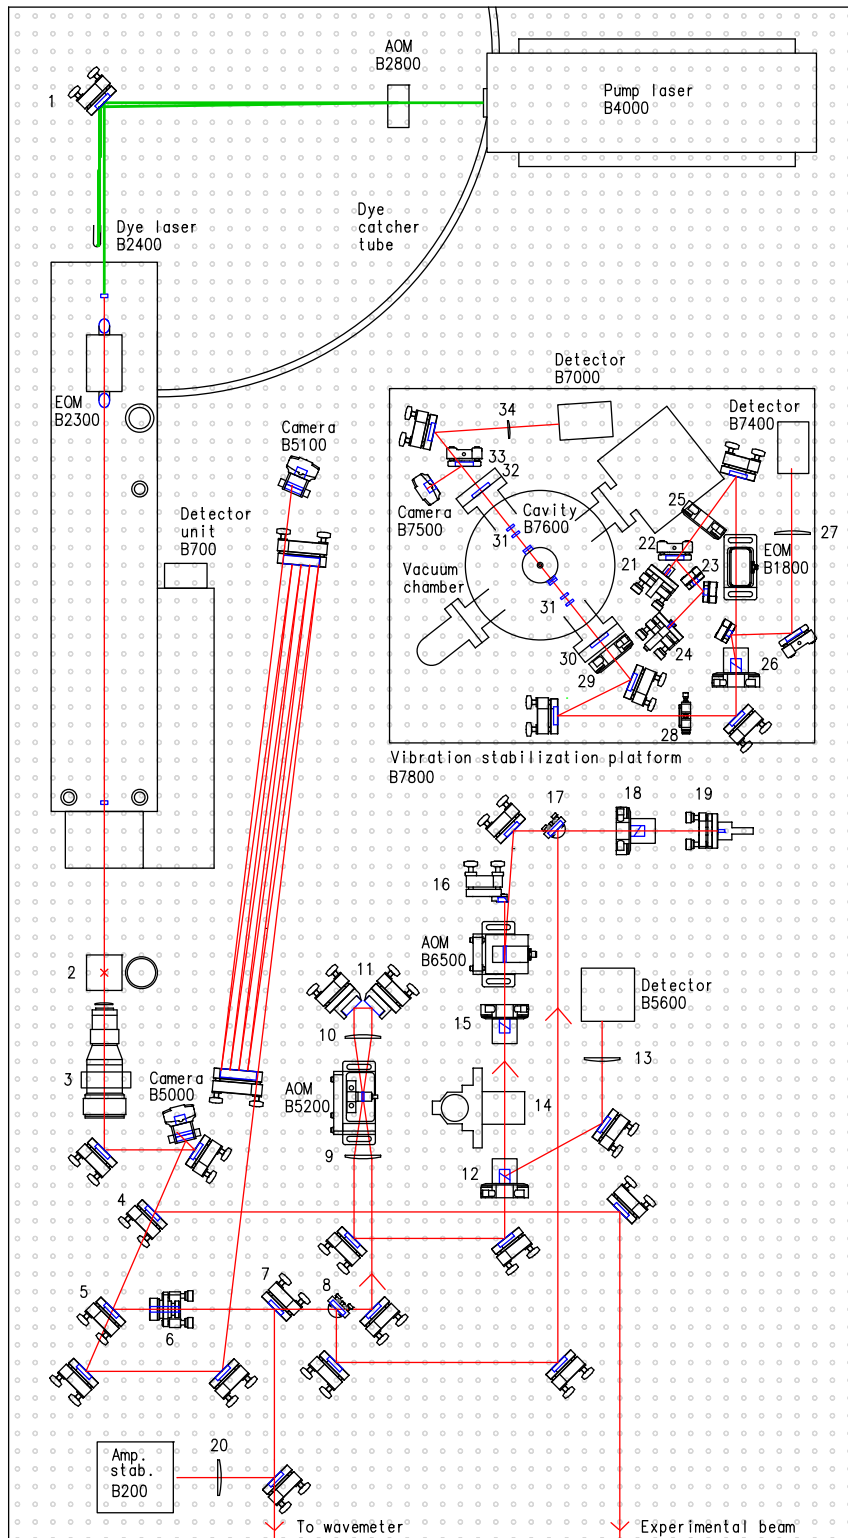 AOM
B2800
Pump laser
B4000
1
Dye laser
B2400
Dye
catcher
tube
EOM
B2300
Camera
B5100
Detector
unit
B700
Detector
B7000
34
Detector
B7400
33
32
Camera
B7500
Cavity
B7600
31
25
22
27
EOM
B1800
21
23
Vacuum
chamber
31
24
30
29
26
28
Vibration stabilization platform
B7800
17
18
19
16
AOM
B6500
2
11
Detector
B5600
15
10
13
3
Camera
B5000
AOM
B5200
14
9
12
4
5
7
8
6
20
Amp.
stab.
B200
To wavemeter
Experimental beam